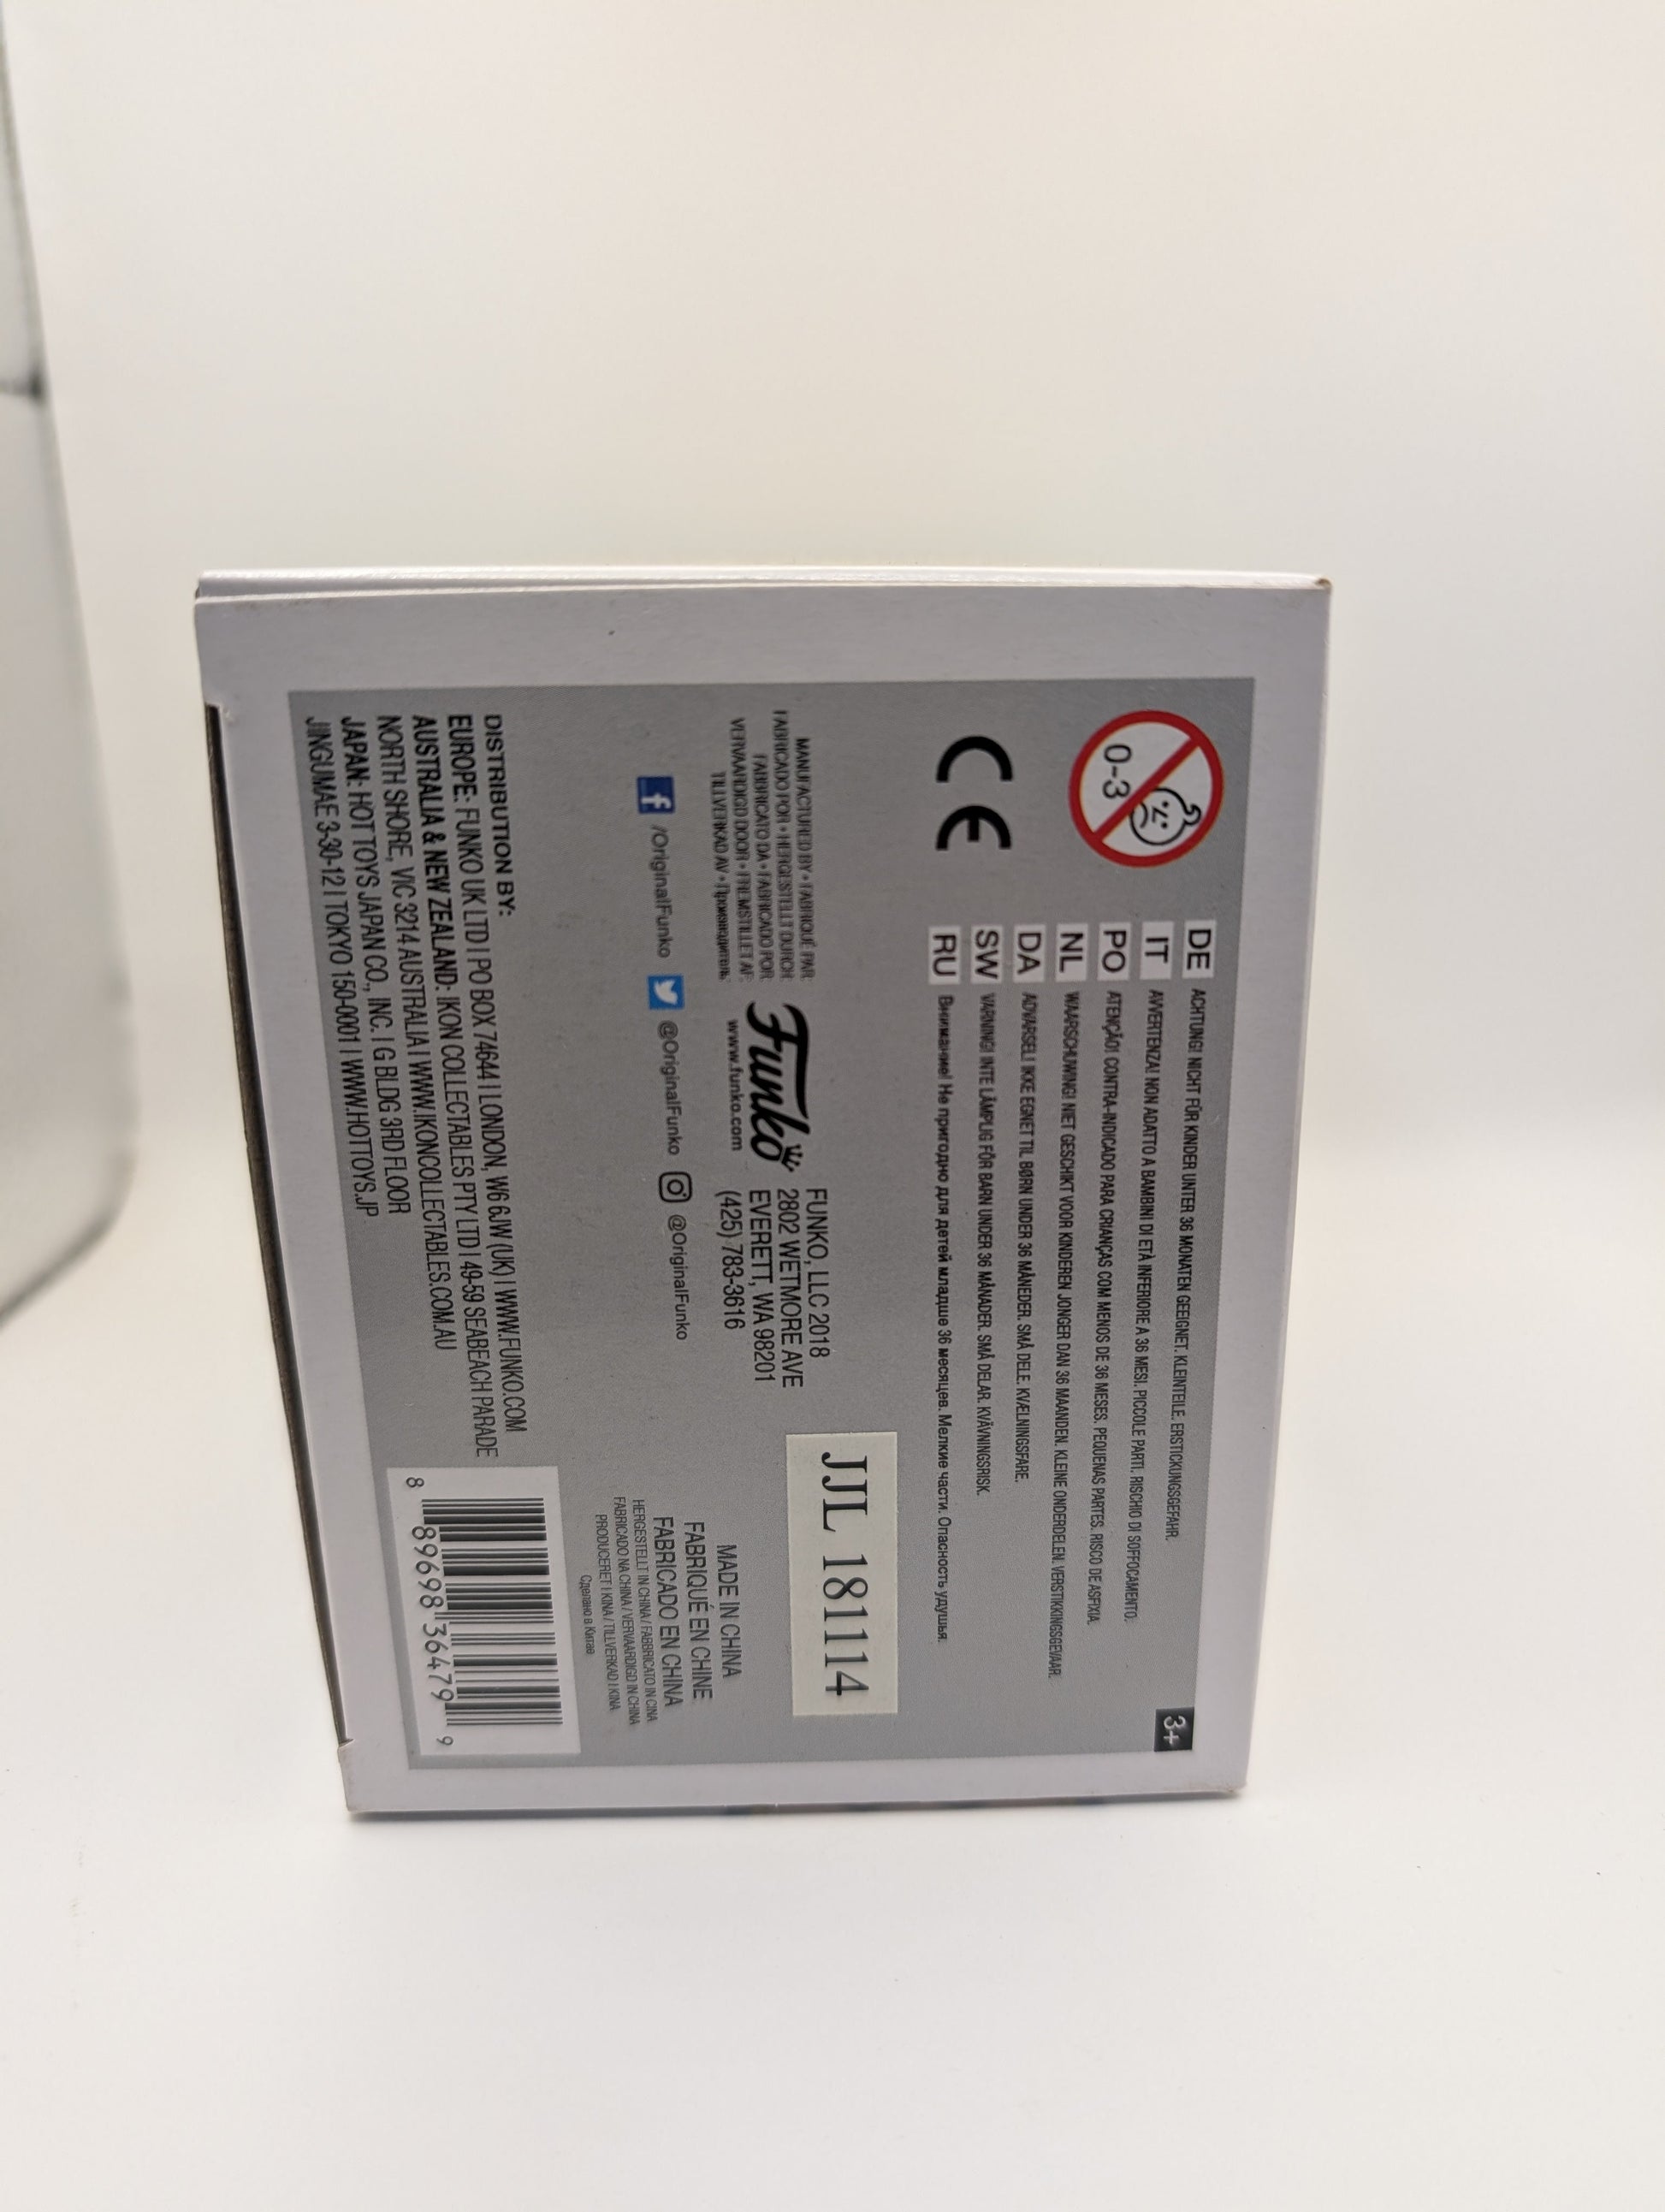 0-3
3+
DE ACHTUNG! NICHT FÜR KINDER UNTER 36 MONATEN GEEIGNET. KLEINTEILE. ERSTICKUNGSGEFAHR.
IT AVVERTENZA! NON ADATTO A BAMBINI DI ETÀ INFERIORE A 36 MESI. PICCOLE PARTI. RISCHIO DI SOFFOCAMENTO.
PO ATENÇÃO! CONTRA-INDICADO PARA CRIANÇAS COM MENOS DE 36 MESES. PEQUENAS PARTES. RISCO DE ASFIXIA.
NL WAARSCHUWING! NIET GESCHIKT VOOR KINDEREN JONGER DAN 36 MAANDEN. KLEINE ONDERDELEN. VERSTIKKINGSGEVAAR.
DA ADVARSEL! IKKE EGNET TIL BØRN UNDER 36 MÅNEDER. SMÅ DELE. KVÆLNINGSFARE.
SW VARNING! INTE LÄMPLIG FÖR BARN UNDER 36 MÅNADER. SMÅ DELAR. KVÄVNINGSRISK.
RU Внимание! Не пригодно для детей младше 36 месяцев. Мелкие части. Опасность удушья.
CE
MANUFACTURED BY • FABRIQUÉ PAR:
FABRICADO POR • HERGESTELLT DURCH:
FABBRICATO DA • FABRICADO POR:
VERVAARDIGD DOOR • FREMSTILLET AF:
TILLVERKAD AV • Производитель:
Funko
www.funko.com
FUNKO, LLC 2018
2802 WETMORE AVE
EVERETT, WA 98201
(425) 783-3616
JJL 181114
/OriginalFunko @OriginalFunko @OriginalFunko
MADE IN CHINA
FABRIQUÉ EN CHINE
FABRICADO EN CHINA
HERGESTELLT IN CHINA / FABBRICATO IN CINA
FABRICADO NA CHINA / VERVAARDIGD IN CHINA
PRODUCERET I KINA / TILLVERKAD I KINA
Сделано в Китае
DISTRIBUTION BY:
EUROPE: FUNKO UK LTD | PO BOX 74644 | LONDON, W6 6JW (UK) | WWW.FUNKO.COM
AUSTRALIA & NEW ZEALAND: IKON COLLECTABLES PTY LTD | 49-59 SEABEACH PARADE
NORTH SHORE, VIC 3214 AUSTRALIA | WWW.IKONCOLLECTABLES.COM.AU
JAPAN: HOT TOYS JAPAN CO., INC. | G BLDG 3RD FLOOR
JINGUMAE 3-30-12 | TOKYO 150-0001 | WWW.HOTTOYS.JP
8 89698 36479 9